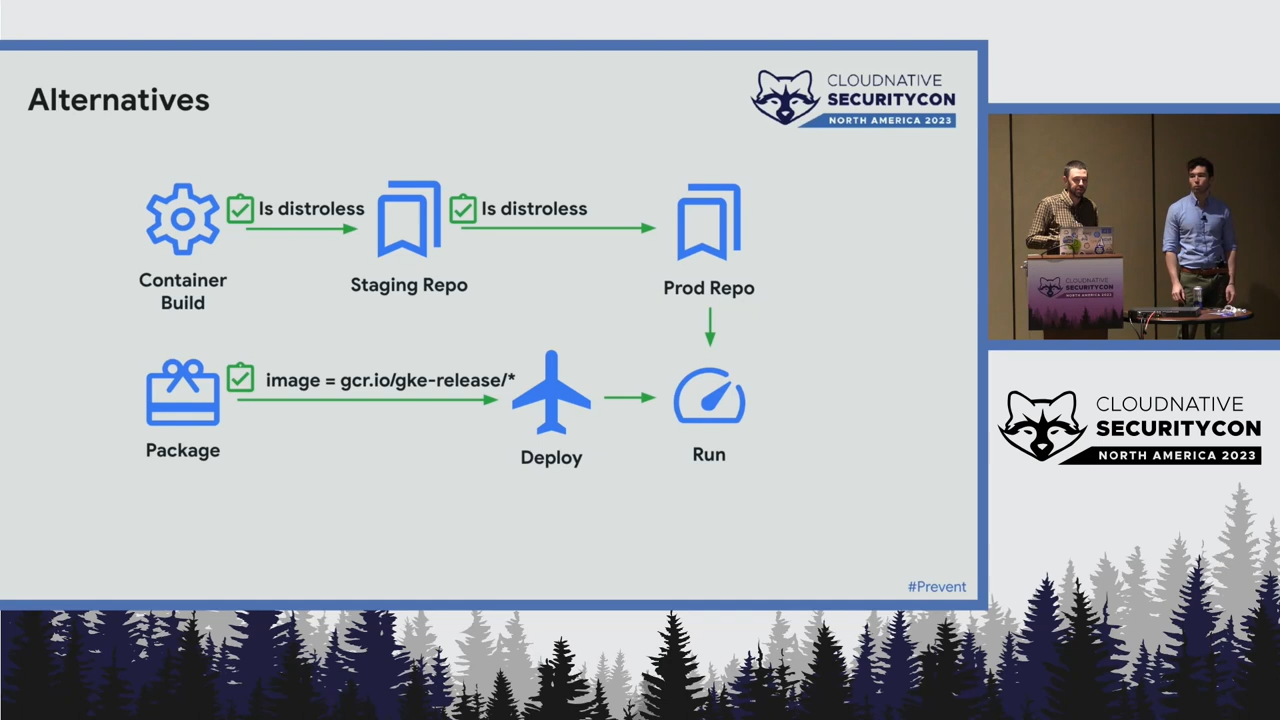 Alternatives
CLOUDNATIVE
SECURITYCON
NORTH AMERICA 2023
Is distroless
Is distroless
Container
Build
Staging Repo
Prod Repo
image = gcr.io/gke-release/*
Package
Deploy
Run
#Prevent
SECURITYCON
CLOUDNATIVE
SECURITYCON
NORTH AMERICA 2023